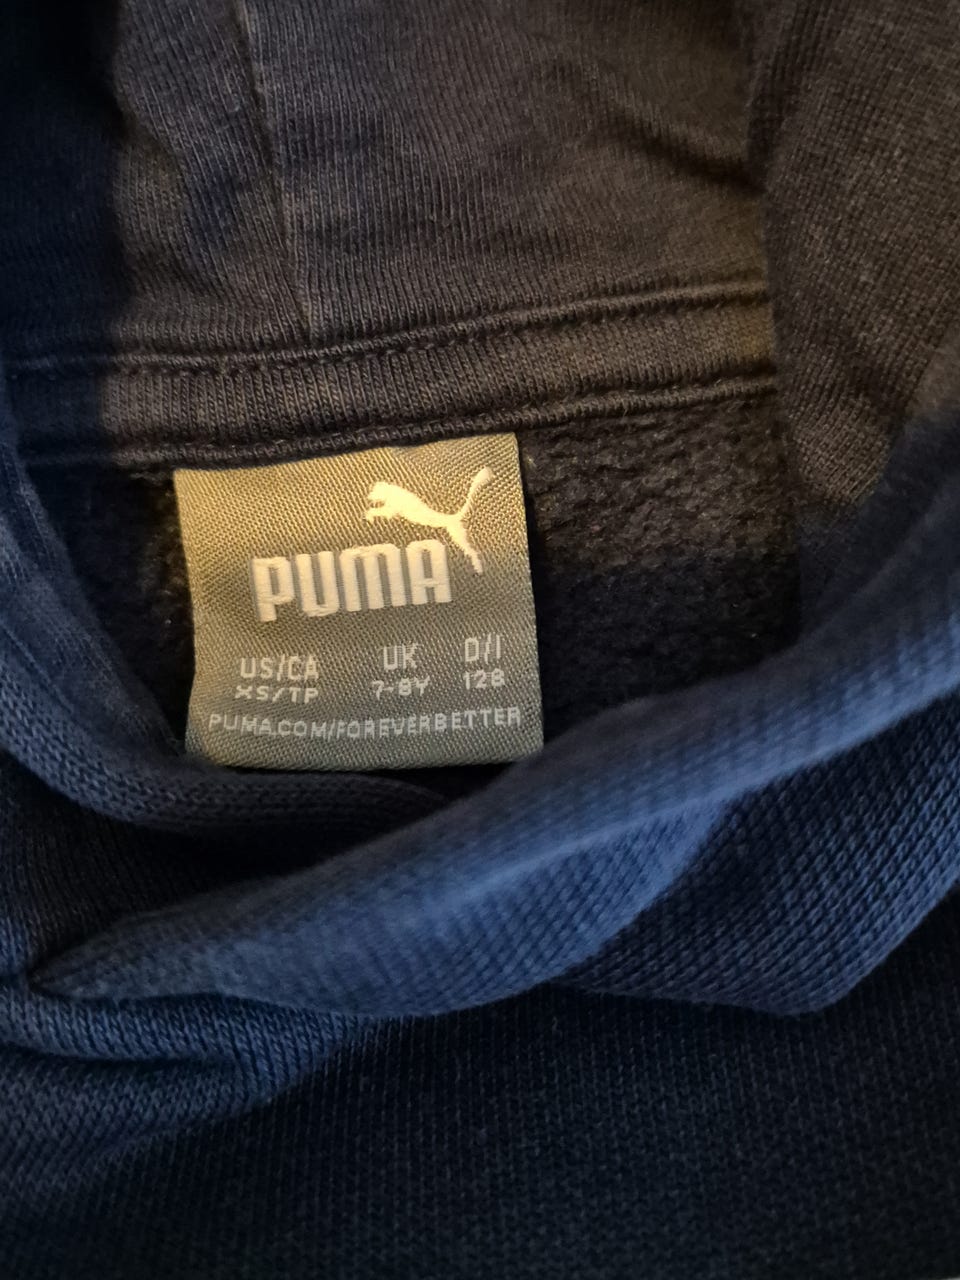 PUMA
US/CA UK D/I
XS/TP 7-8Y 128
PUMA.COM/FOREVERBETTER